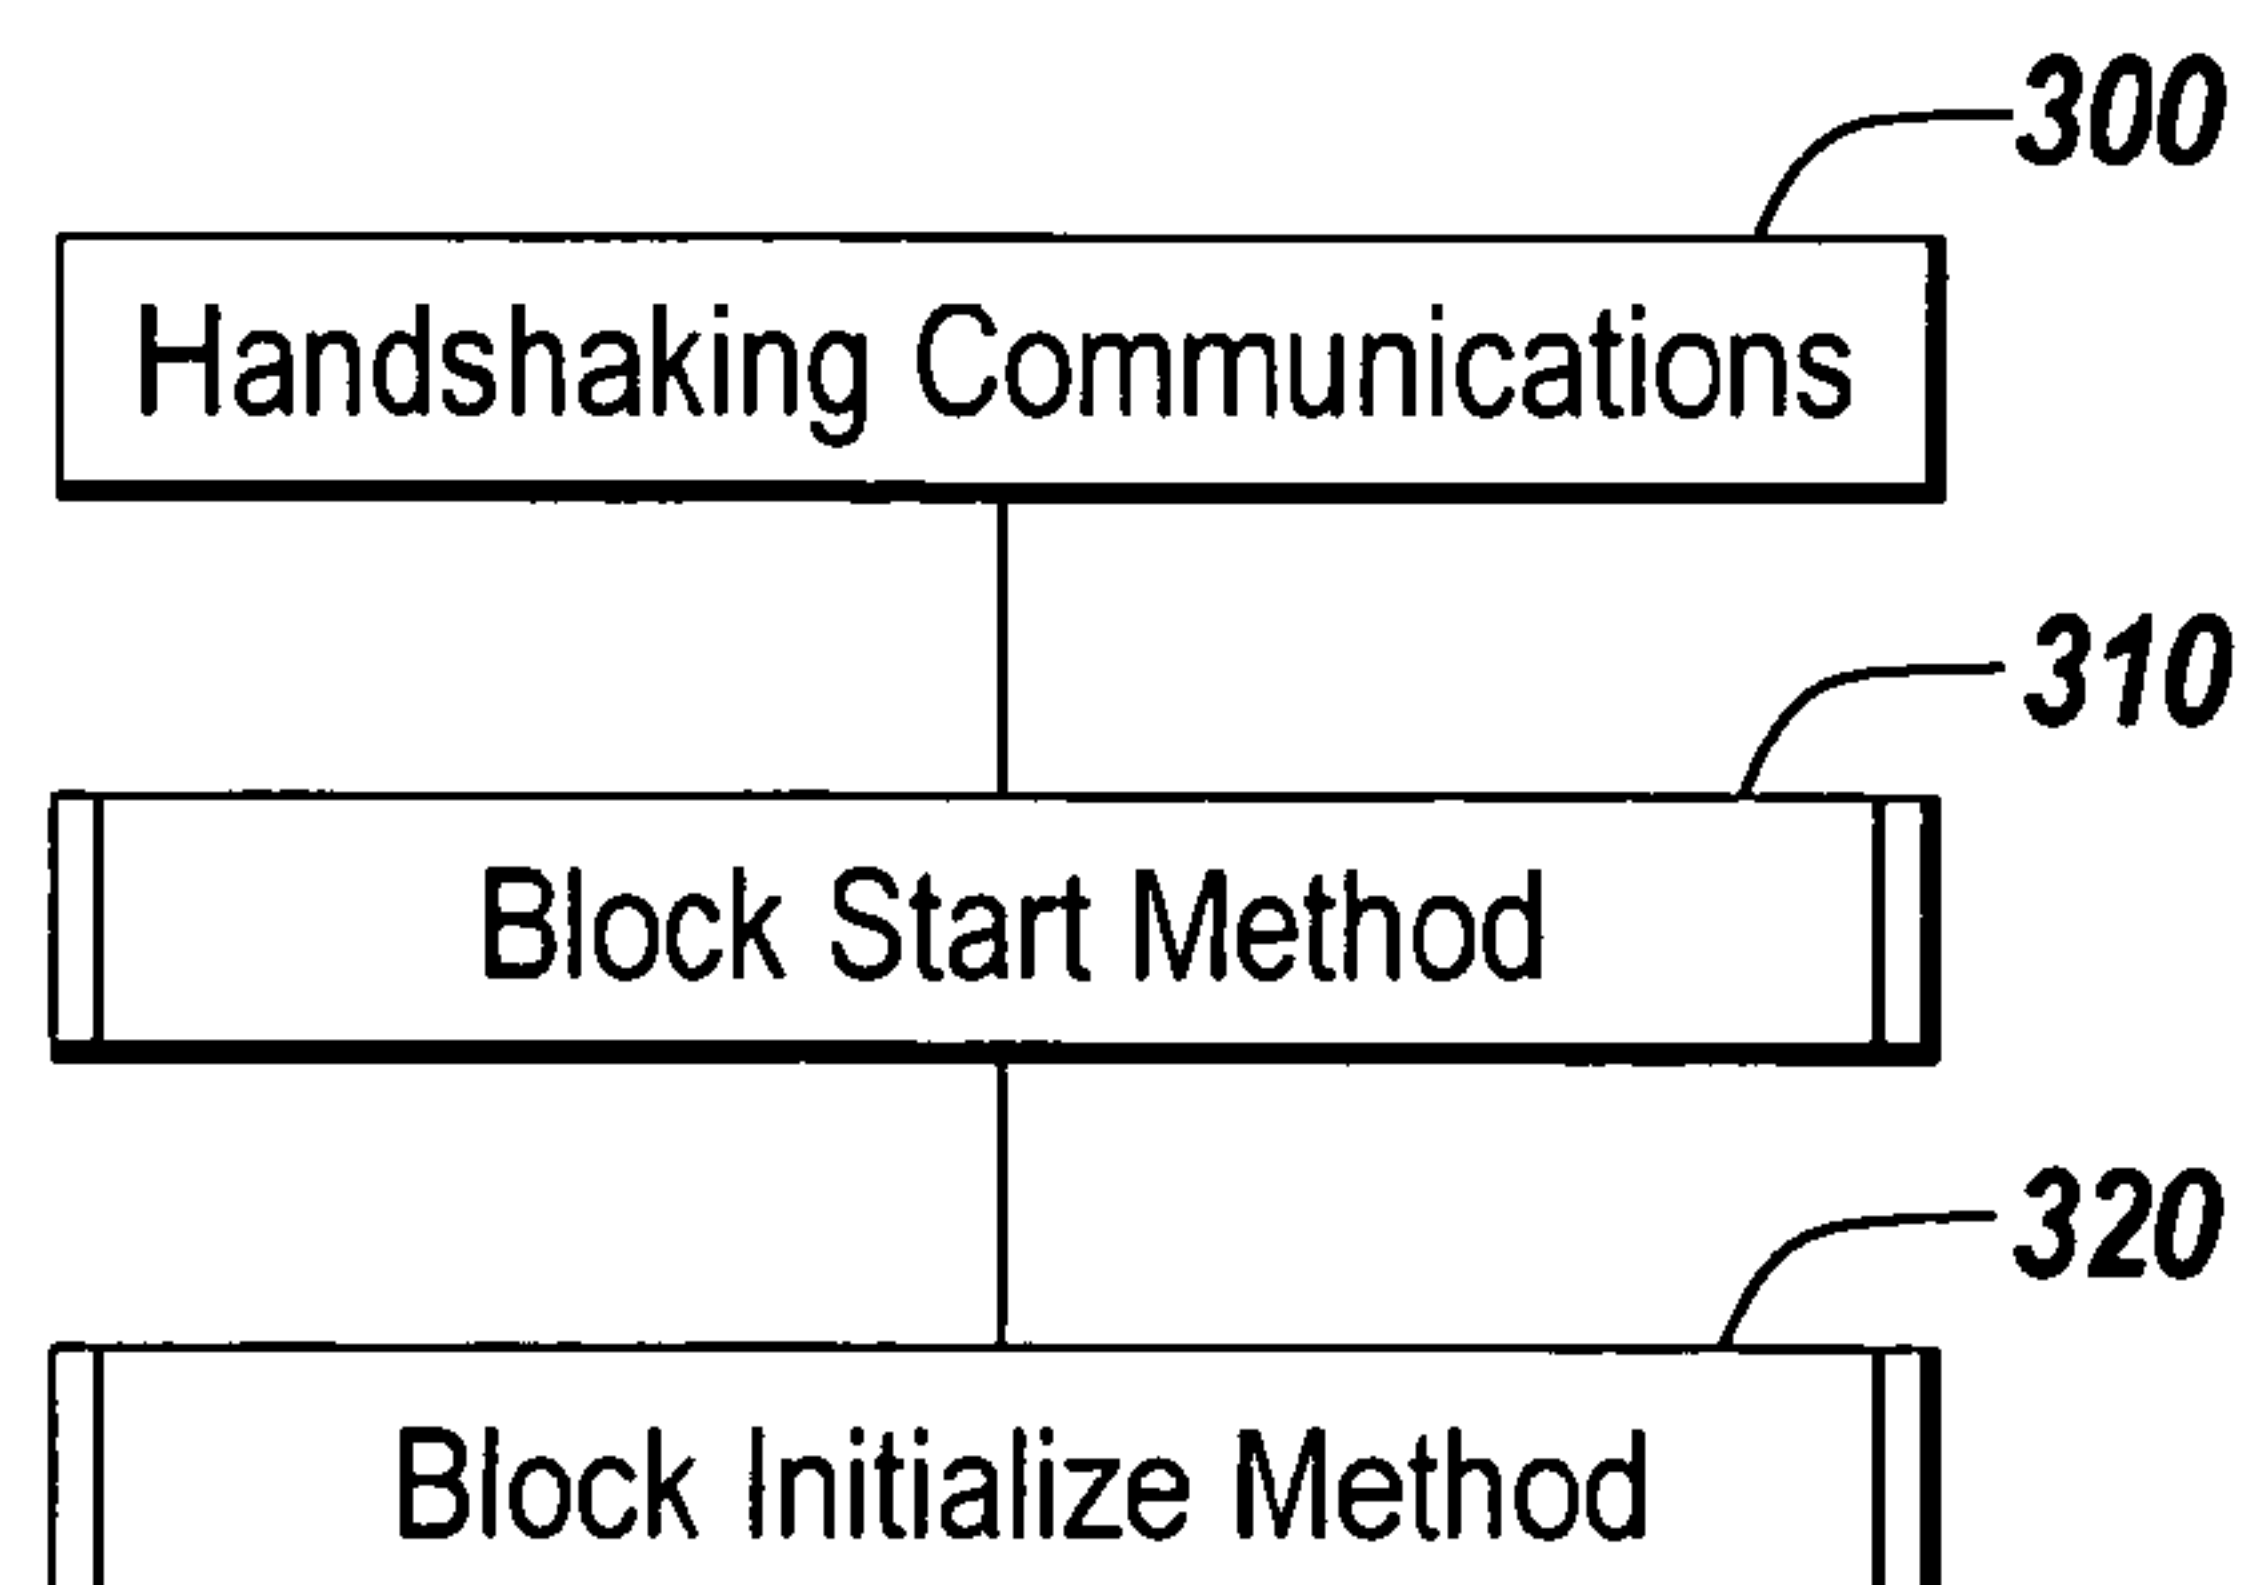 300
Handshaking Communications
310
Block Start Method
320
Block Initialize Method